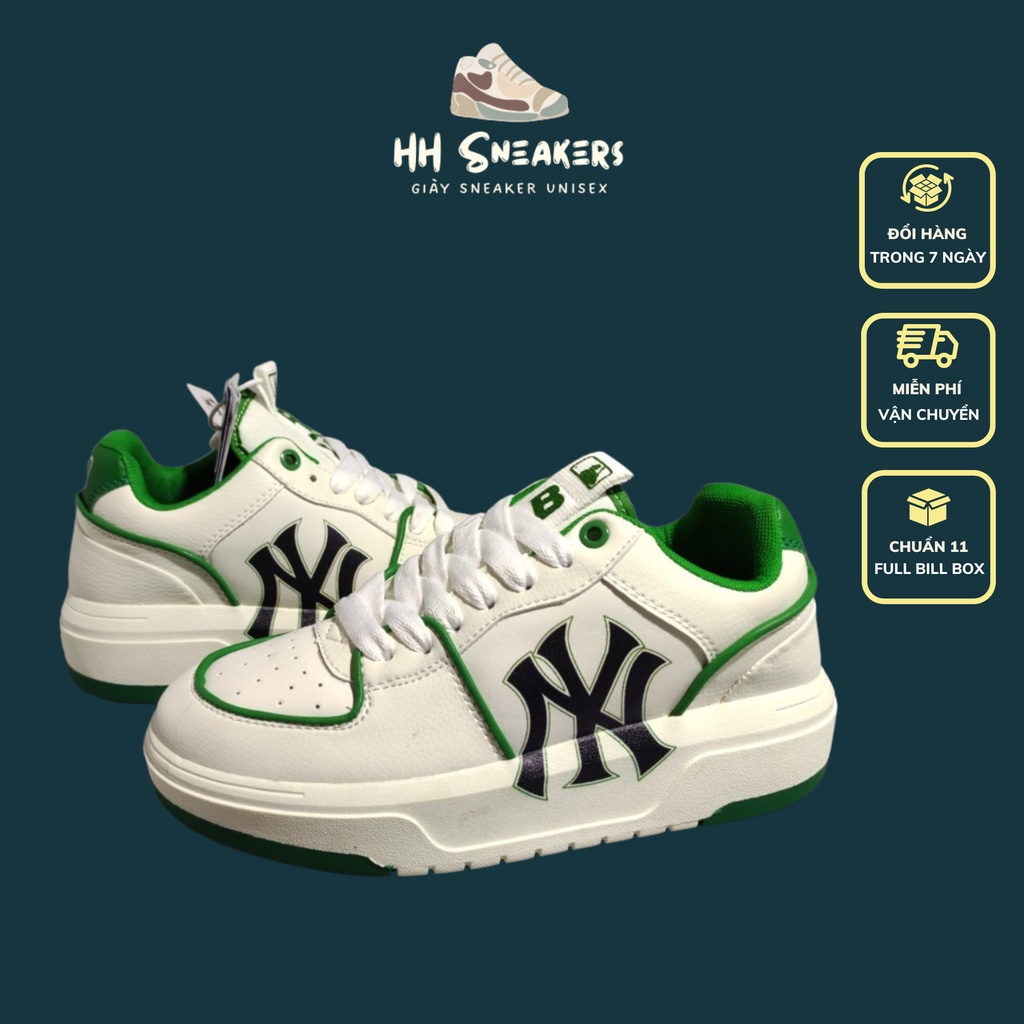 HH SNEAKERS
GIÀY SNEAKER UNISEX
ĐỔI HÀNG
TRONG 7 NGÀY
MIỄN PHÍ
VẬN CHUYỂN
CHUẨN 11
FULL BILL BOX
B
NY
NY